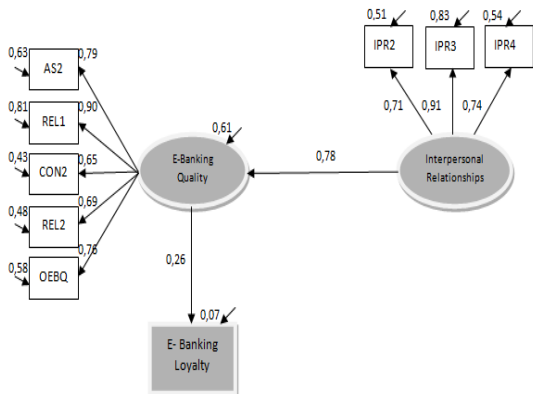 0,51
0,83
0,54
IPR2
IPR3
IPR4
0,63
0,79
AS2
0,71
0,91
0,74
0,81
0,90
REL1
0,61
0,43
0,65
CON2
E-Banking
Quality
0,78
Interpersonal
Relationships
0,48
0,69
REL2
0,58
0,76
OEBQ
0,26
0,07
E- Banking
Loyalty